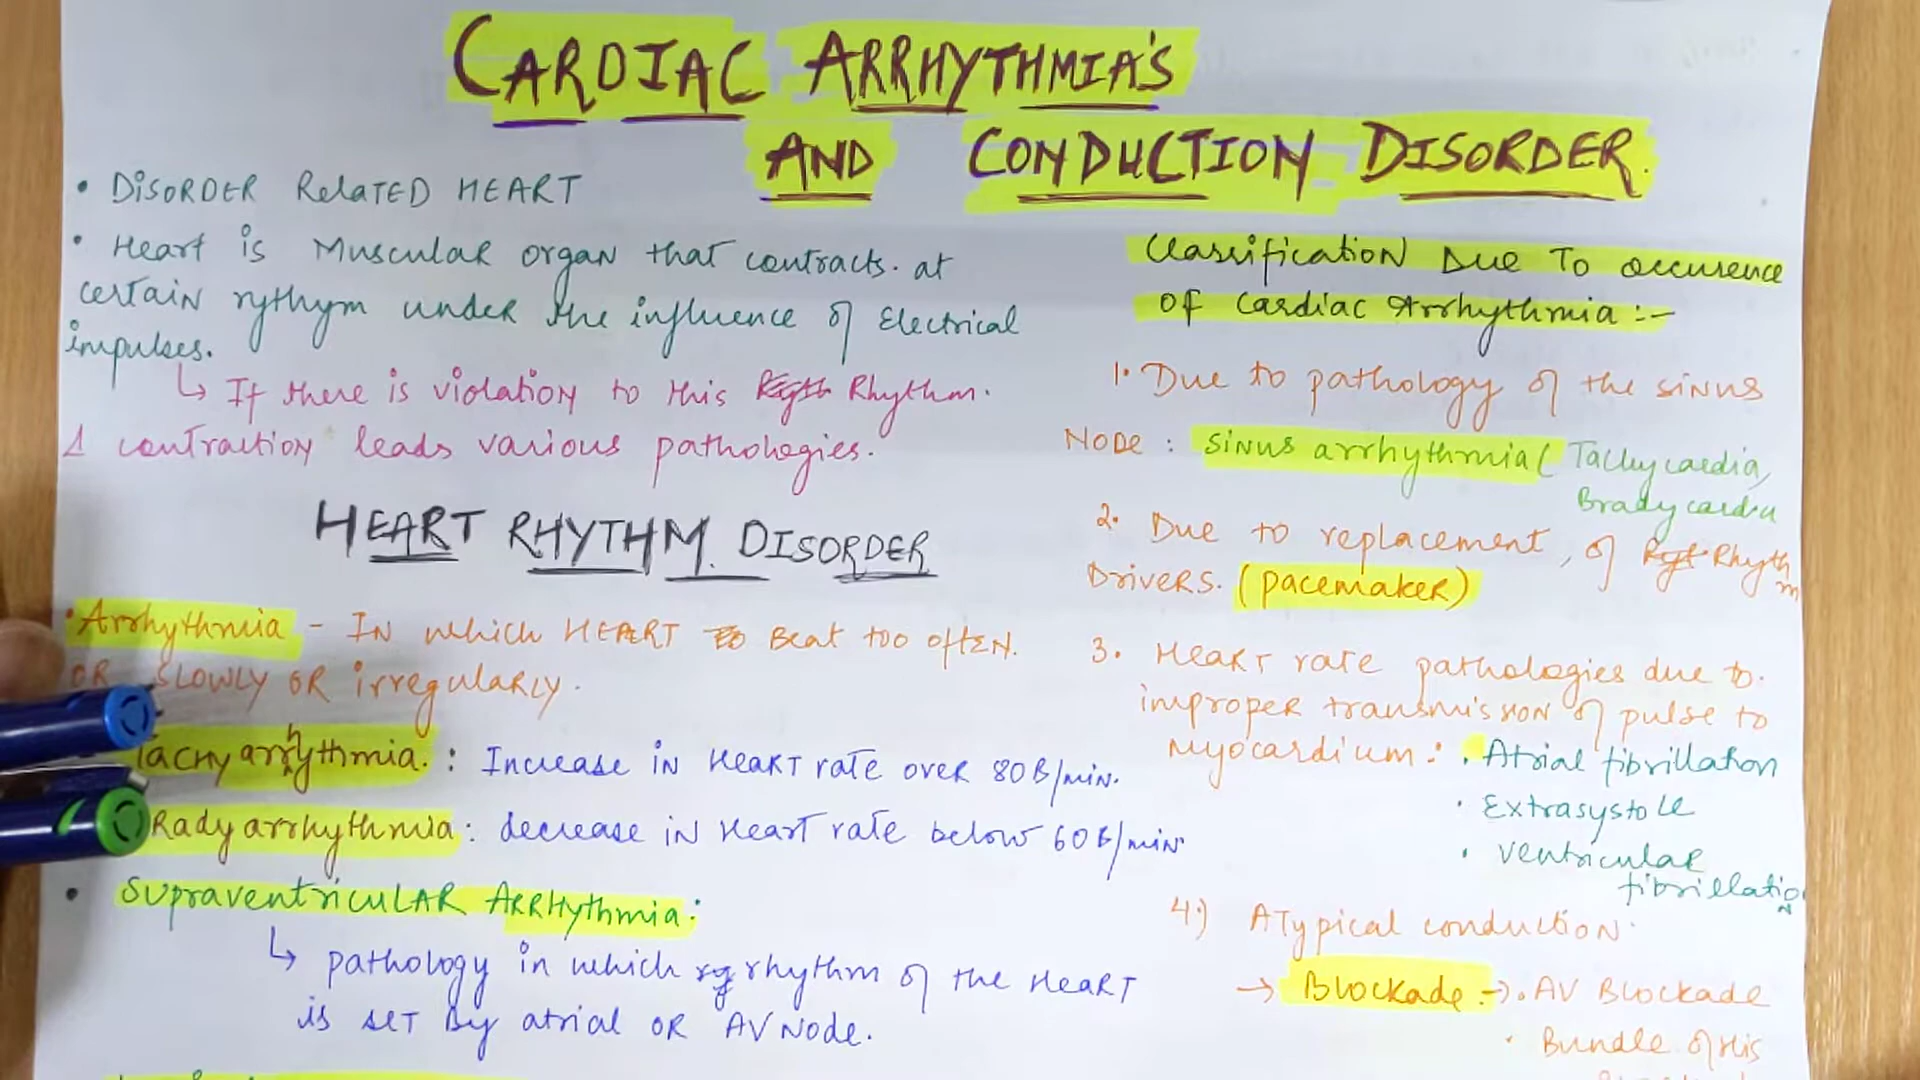 CARDIAC ARRHYTHMIA'S
AND CONDUCTION DISORDER.
• DISORDER RELATED HEART
• Heart is Muscular organ that contracts. at
certain rythym under the influence of Electrical
impulses.
↳ If there is violation to this Rhythm.
& contraction leads various pathologies.
HEART RHYTHM DISORDER
• Arrhythmia - IN which HEART Beat too often.
OR SLOWLY OR irregularly.
Tachyarrhythmia. : Increase in Heart rate over 80B/min.
Radyarrhythmia : decrease in Heart rate below 60B/min
• Supraventricular Arrhythmia:
↳ pathology in which rhythm of the Heart
is set by atrial OR AV Node.
Classification Due To occurence
of Cardiac Arrhythmia :-
1. Due to pathology of the sinus
Node : Sinus arrhythmia ( Tachycardia,
Bradycardia
2. Due to replacement, of Rhythm
Drivers. (pacemaker)
3. Heart rate pathologies due to.
improper transmission of pulse to
Myocardium : • Atrial fibrillation
• Extrasystole
• ventricular
fibrillation
4.) ATypical conduction.
→ Blockade. → • AV Blockade
• Bundle of His